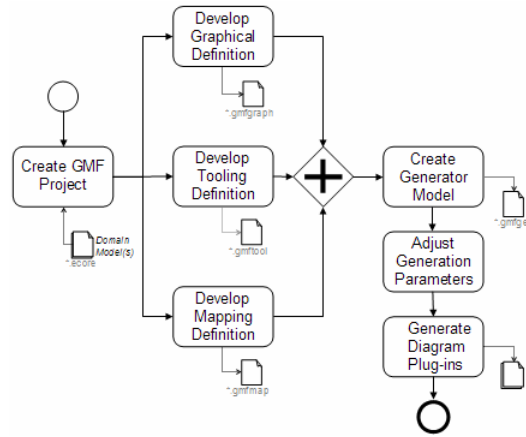 Develop
Graphical
Definition
*.gmfgraph
Create GMF
Project
Domain
Model(s)
*.ecore
Develop
Tooling
Definition
*.gmftool
Develop
Mapping
Definition
*.gmfmap
Create
Generator
Model
*.gmfge
Adjust
Generation
Parameters
Generate
Diagram
Plug-ins